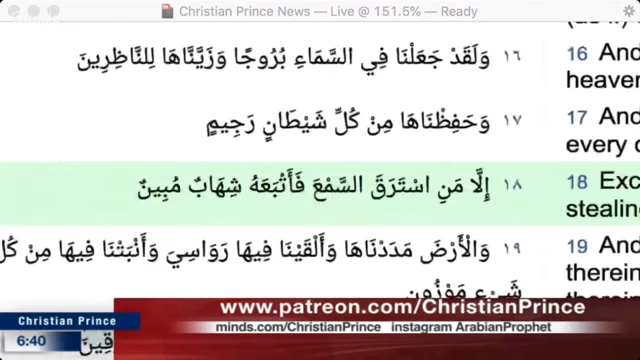 Christian Prince News — Live @ 151.5% — Ready
١٦ وَلَقَدْ جَعَلْنَا فِي السَّمَاءِ بُرُوجًا وَزَيَّنَّاهَا لِلنَّاظِرِينَ
16 And
heaven
١٧ وَحَفِظْنَاهَا مِنْ كُلِّ شَيْطَانٍ رَجِيمٍ
17 And
every
١٨ إِلَّا مَنِ اسْتَرَقَ السَّمْعَ فَأَتْبَعَهُ شِهَابٌ مُبِينٌ
18 Exc
stealing
١٩ وَالْأَرْضَ مَدَدْنَاهَا وَأَلْقَيْنَا فِيهَا رَوَاسِيَ وَأَنْبَتْنَا فِيهَا مِنْ كُلِّ
شَيْءٍ مَوْزُونٍ
19 And
therein
www.patreon.com/ChristianPrince
Christian Prince
minds.com/ChristianPrince instagram ArabianProphet
6:40